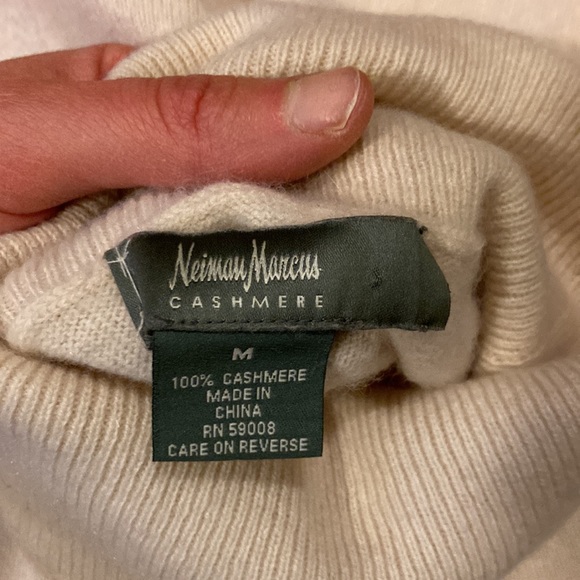 Neiman Marcus
CASHMERE
M
100% CASHMERE
MADE IN
CHINA
RN 59008
CARE ON REVERSE